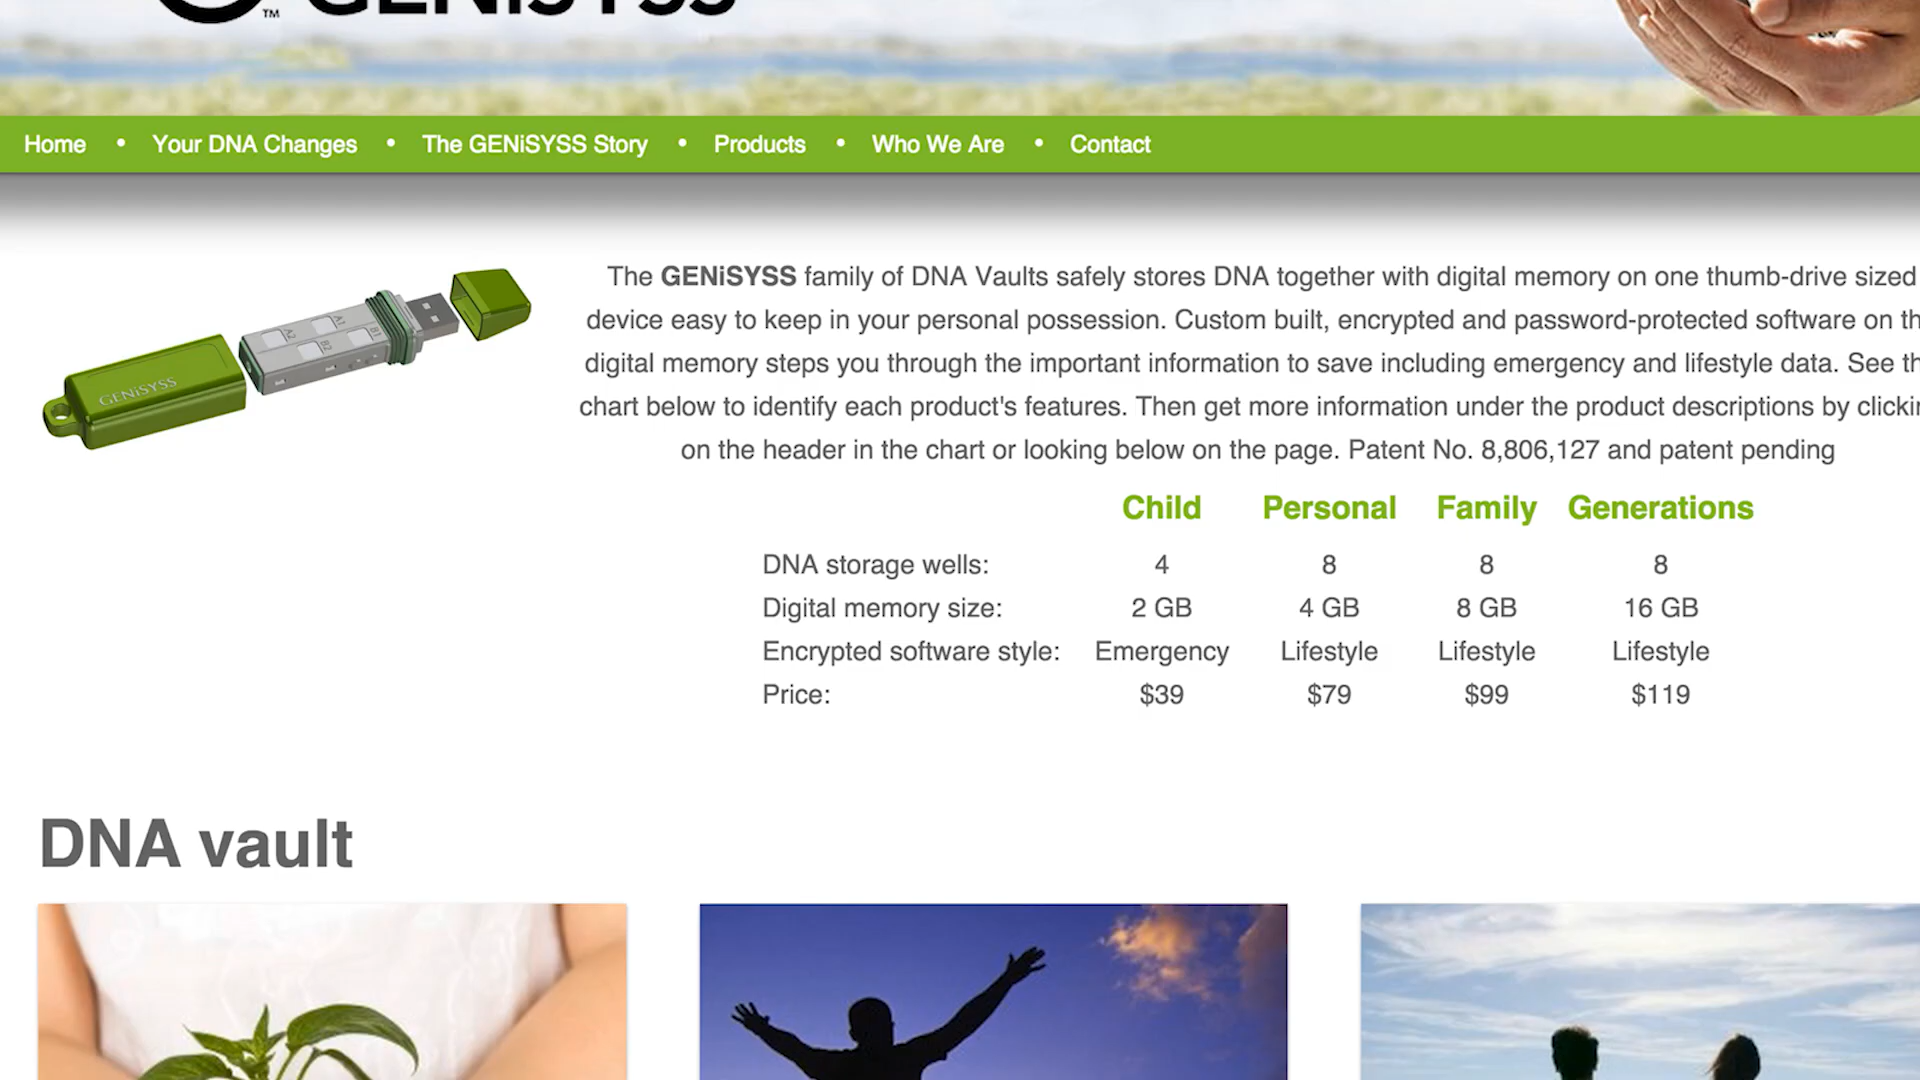 GENiSYSS
™
Home • Your DNA Changes • The GENiSYSS Story • Products • Who We Are • Contact
The GENiSYSS family of DNA Vaults safely stores DNA together with digital memory on one thumb-drive sized
device easy to keep in your personal possession. Custom built, encrypted and password-protected software on
digital memory steps you through the important information to save including emergency and lifestyle data. See
chart below to identify each product's features. Then get more information under the product descriptions by
on the header in the chart or looking below on the page. Patent No. 8,806,127 and patent pending
GENiSYSS
A2 A1 B2 B1
Child Personal Family Generations
DNA storage wells: 4 8 8 8
Digital memory size: 2 GB 4 GB 8 GB 16 GB
Encrypted software style: Emergency Lifestyle Lifestyle Lifestyle
Price: $39 $79 $99 $119
DNA vault